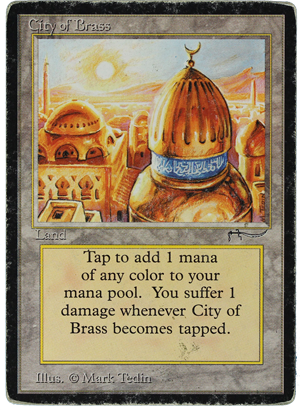 City of Brass
Land
Tap to add 1 mana
of any color to your
mana pool.  You suffer 1
damage whenever City of
Brass becomes tapped.
Illus. © Mark Tedin